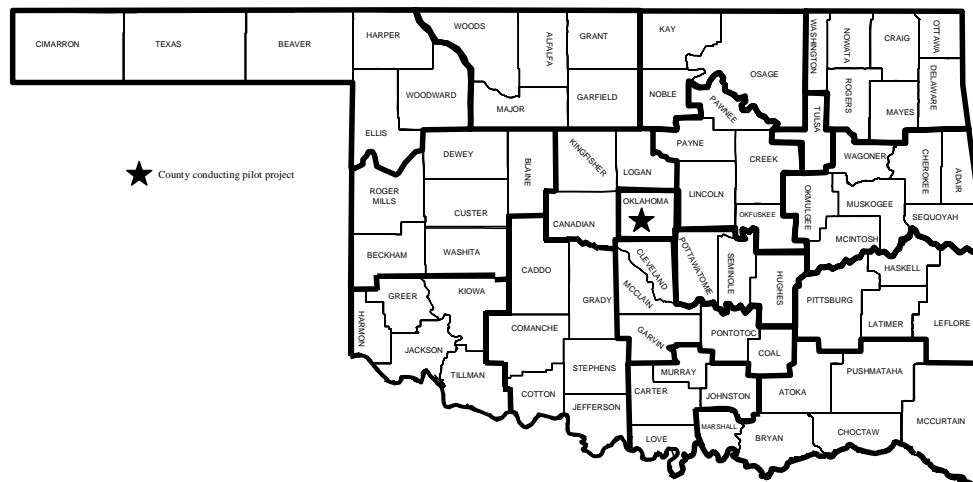 WOODS
KAY
CIMARRON
TEXAS
BEAVER
HARPER
ALFALFA
GRANT
OSAGE
WASHINGTON
NOWATA
CRAIG
OTTAWA
WOODWARD
MAJOR
GARFIELD
NOBLE
PAWNEE
ROGERS
MAYES
DELAWARE
TULSA
ELLIS
DEWEY
BLAINE
KINGFISHER
LOGAN
PAYNE
CREEK
WAGONER
CHEROKEE
ADAIR
County conducting pilot project
ROGER
MILLS
CUSTER
CANADIAN
OKLAHOMA
LINCOLN
OKFUSKEE
OKMULGEE
MUSKOGEE
SEQUOYAH
MCINTOSH
BECKHAM
WASHITA
CADDO
CLEVELAND
POTTAWATOME
SEMINOLE
HUGHES
HASKELL
GREER
KIOWA
GRADY
MCCLAIN
PITTSBURG
HARMON
COMANCHE
GARVIN
PONTOTOC
LATIMER
LEFLORE
JACKSON
TILLMAN
STEPHENS
MURRAY
COAL
PUSHMATAHA
COTTON
JEFFERSON
CARTER
JOHNSTON
ATOKA
LOVE
MARSHALL
BRYAN
CHOCTAW
MCCURTAIN